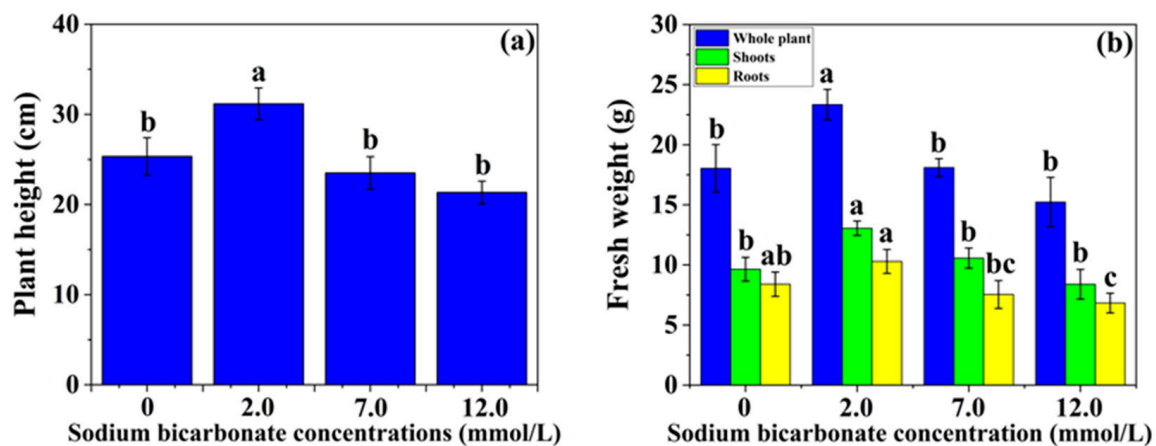 (a)
Plant height (cm)
40
30
20
10
0
b
a
b
b
0 2.0 7.0 12.0
Sodium bicarbonate concentrations (mmol/L)
(b)
Whole plant
Shoots
Roots
Fresh weight (g)
30
25
20
15
10
5
0
b b ab
a a a
b b bc
b b c
0 2.0 7.0 12.0
Sodium bicarbonate concentration (mmol/L)